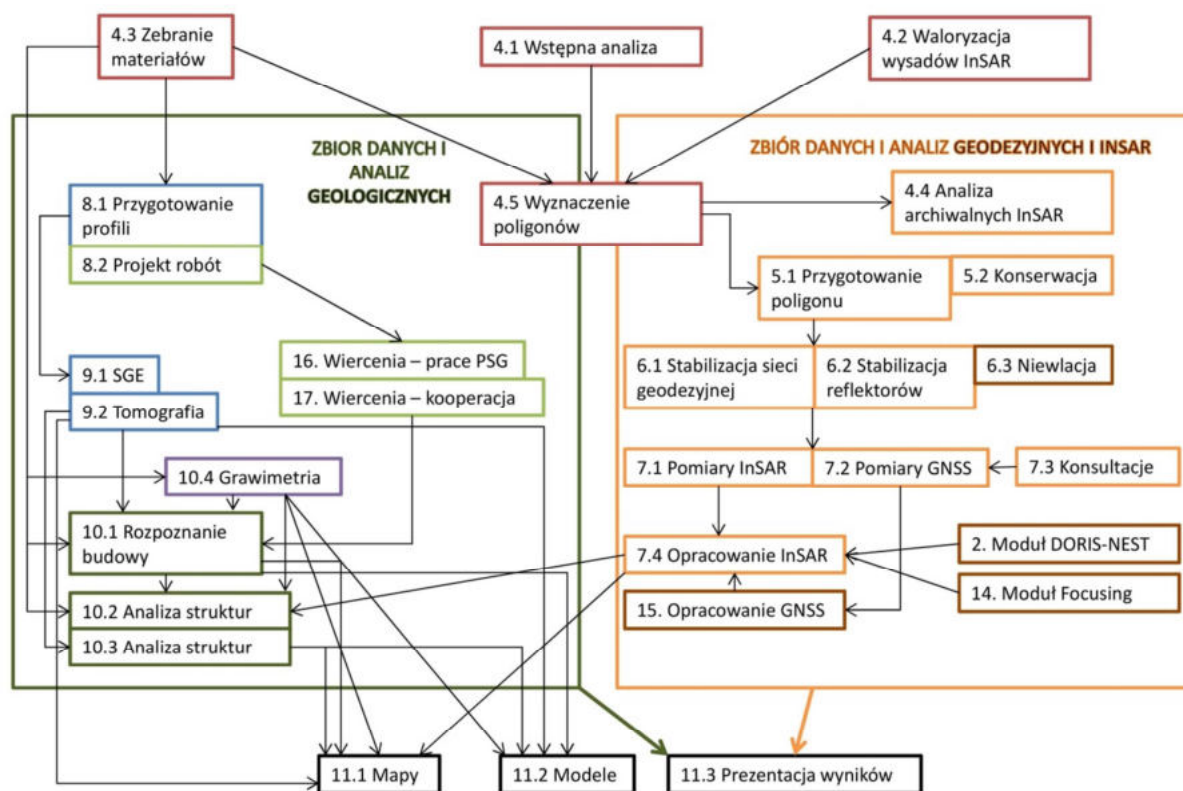 4.3 Zebranie
materiałów
4.1 Wstępna analiza
4.2 Waloryzacja
wysadów InSAR
ZBIOR DANYCH I
ANALIZ
GEOLOGICZNYCH
ZBIÓR DANYCH I ANALIZ GEODEZYJNYCH I INSAR
8.1 Przygotowanie
profili
8.2 Projekt robót
4.5 Wyznaczenie
poligonów
4.4 Analiza
archiwalnych InSAR
5.1 Przygotowanie
poligonu
5.2 Konserwacja
16. Wiercenia – prace PSG
17. Wiercenia – kooperacja
6.1 Stabilizacja sieci
geodezyjnej
6.2 Stabilizacja
reflektorów
6.3 Niewlacja
9.1 SGE
9.2 Tomografia
10.4 Grawimetria
7.1 Pomiary InSAR
7.2 Pomiary GNSS
7.3 Konsultacje
10.1 Rozpoznanie
budowy
7.4 Opracowanie InSAR
2. Moduł DORIS-NEST
14. Moduł Focusing
10.2 Analiza struktur
15. Opracowanie GNSS
10.3 Analiza struktur
11.1 Mapy
11.2 Modele
11.3 Prezentacja wyników